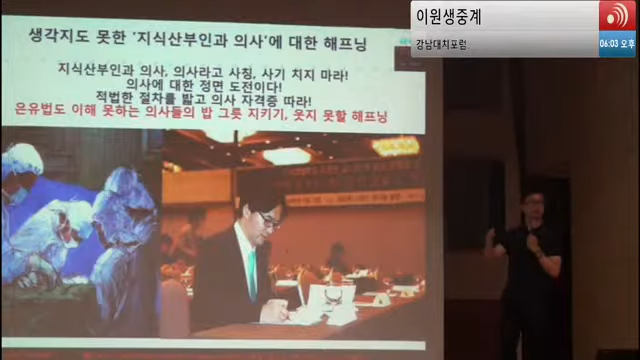 이원생중계
강남대치포럼
06:03 오후
생각지도 못한 '지식산부인과 의사'에 대한 해프닝
지식산부인과 의사, 의사라고 사칭, 사기 치지 마라!
의사에 대한 정면 도전이다!
적법한 절차를 밟고 의사 자격증 따라!
은유법도 이해 못하는 의사들의 밥 그릇 지키기, 웃지 못할 해프닝